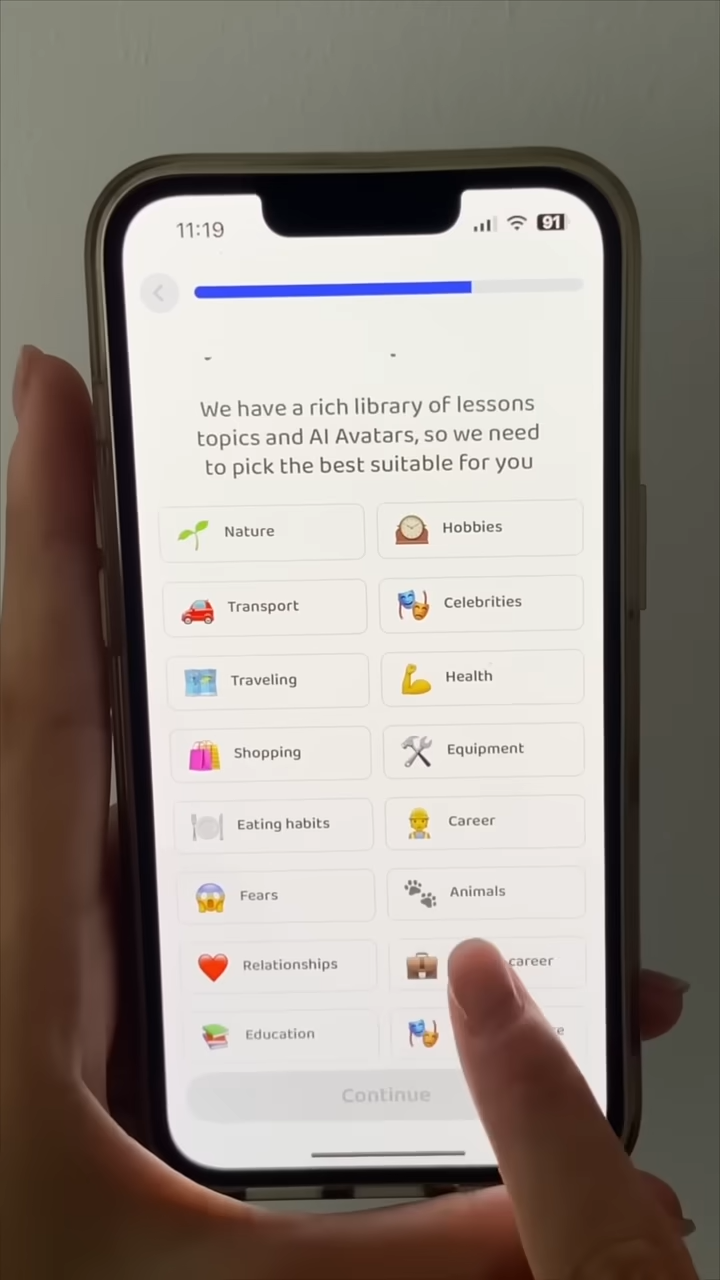 11:19
91
We have a rich library of lessons
topics and AI Avatars, so we need
to pick the best suitable for you
Nature
Hobbies
Transport
Celebrities
Traveling
Health
Shopping
Equipment
Eating habits
Career
Fears
Animals
Relationships
career
Education
Continue